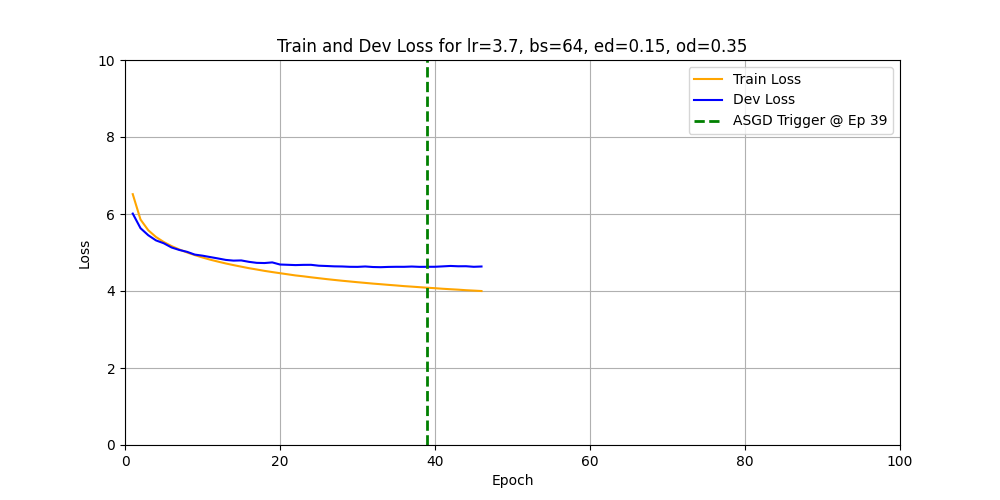 Train and Dev Loss for lr=3.7, bs=64, ed=0.15, od=0.35
10
8
6
4
2
0
Loss
Train Loss
Dev Loss
ASGD Trigger @ Ep 39
0 20 40 60 80 100
Epoch